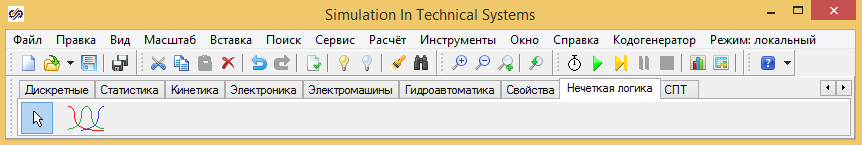 Simulation In Technical Systems
Файл Правка Вид Масштаб Вставка Поиск Сервис Расчёт Инструменты Окно Справка Кодогенератор Режим: локальный
Дискретные Статистика Кинетика Электроника Электромашины Гидроавтоматика Свойства Нечеткая логика СПТ